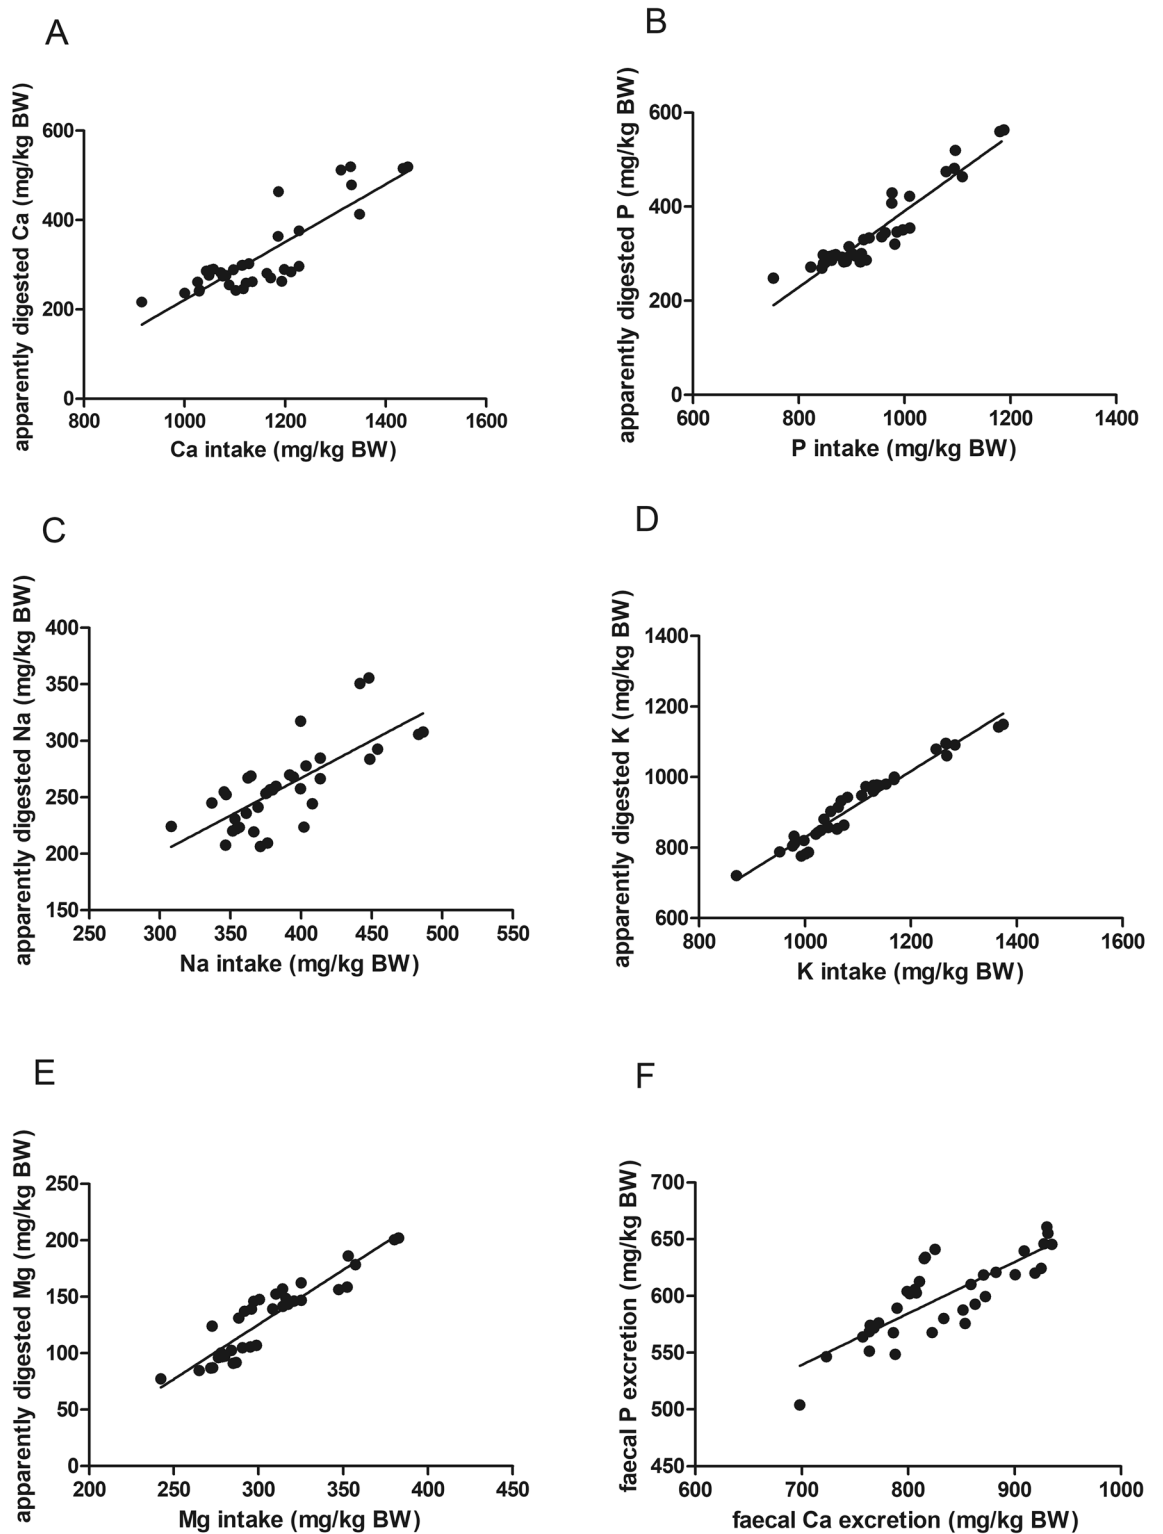 A
apparently digested Ca (mg/kg BW)
600
400
200
0
800 1000 1200 1400 1600
Ca intake (mg/kg BW)
B
apparently digested P (mg/kg BW)
600
400
200
0
600 800 1000 1200 1400
P intake (mg/kg BW)
C
apparently digested Na (mg/kg BW)
400
350
300
250
200
150
250 300 350 400 450 500 550
Na intake (mg/kg BW)
D
apparently digested K (mg/kg BW)
1400
1200
1000
800
600
800 1000 1200 1400 1600
K intake (mg/kg BW)
E
apparently digested Mg (mg/kg BW)
250
200
150
100
50
0
200 250 300 350 400 450
Mg intake (mg/kg BW)
F
faecal P excretion (mg/kg BW)
700
650
600
550
500
450
600 700 800 900 1000
faecal Ca excretion (mg/kg BW)